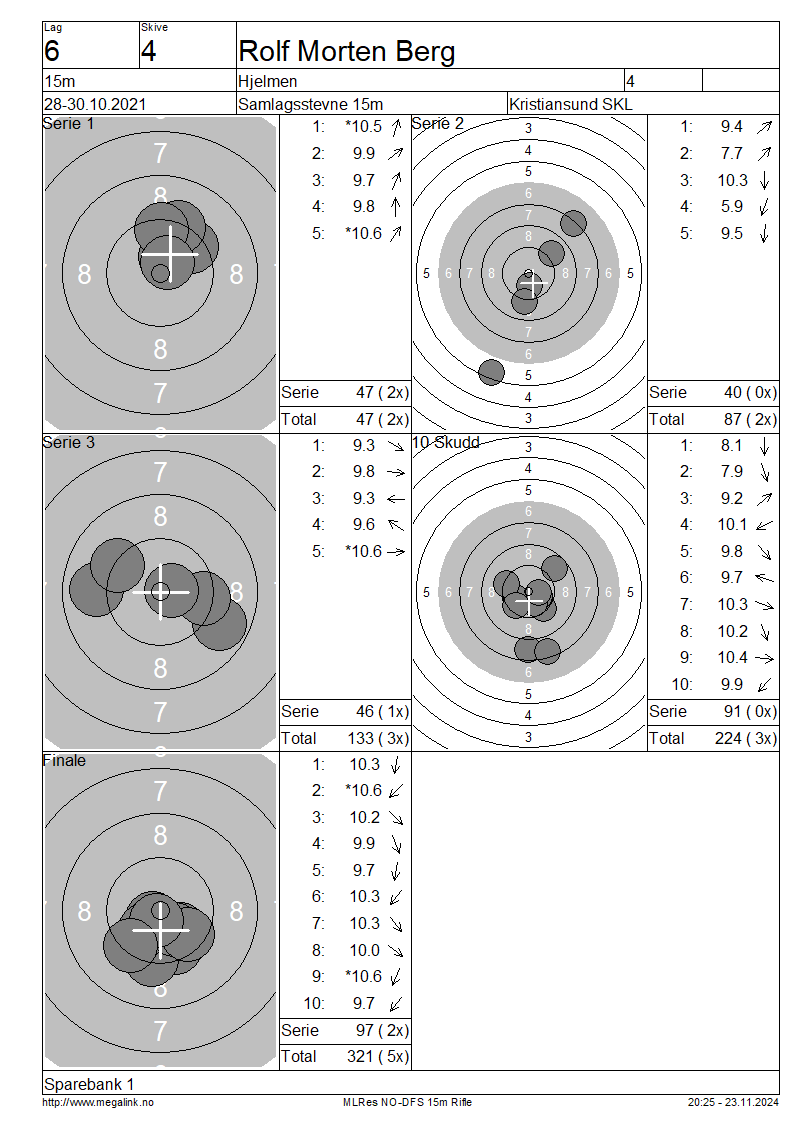 Lag
Skive
6
4
Rolf Morten Berg
15m
Hjelmen
4
28-30.10.2021
Samlagsstevne 15m
Kristiansund SKL
Serie 1
7
8
8
8
8
7
8
1: *10.5
2: 9.9
3: 9.7
4: 9.8
5: *10.6
Serie 47 ( 2x)
Total 47 ( 2x)
Serie 2
3
4
5
6
7
8
5 6 7 8 8 7 6 5
7
6
5
4
3
1: 9.4
2: 7.7
3: 10.3
4: 5.9
5: 9.5
Serie 40 ( 0x)
Total 87 ( 2x)
Serie 3
7
8
8
8
7
8
1: 9.3
2: 9.8
3: 9.3
4: 9.6
5: *10.6
Serie 46 ( 1x)
Total 133 ( 3x)
10 Skudd
3
4
5
6
7
8
5 6 7 8 8 7 6 5
8
6
5
4
3
1: 8.1
2: 7.9
3: 9.2
4: 10.1
5: 9.8
6: 9.7
7: 10.3
8: 10.2
9: 10.4
10: 9.9
Serie 91 ( 0x)
Total 224 ( 3x)
Finale
7
8
8 8
8
7
1: 10.3
2: *10.6
3: 10.2
4: 9.9
5: 9.7
6: 10.3
7: 10.3
8: 10.0
9: *10.6
10: 9.7
Serie 97 ( 2x)
Total 321 ( 5x)
Sparebank 1
http://www.megalink.no
MLRes NO-DFS 15m Rifle
20:25 - 23.11.2024